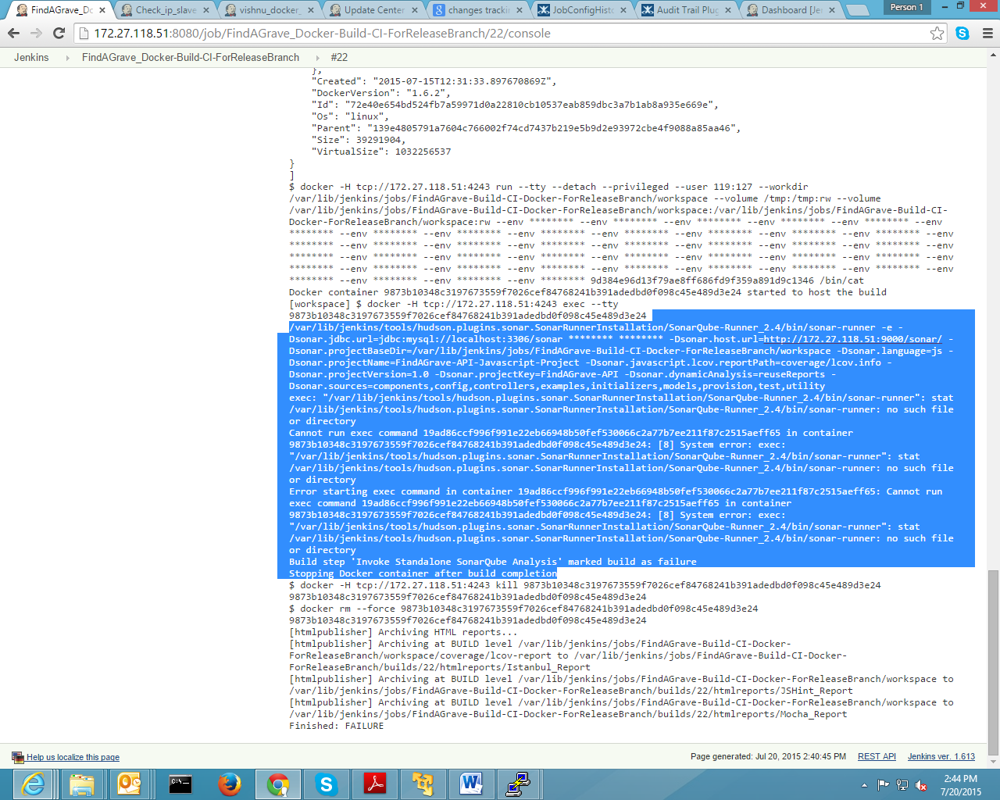 FindAGrave_Do
Check_ip_slave
vishnu_docker_
Update Center
changes tracki
JobConfigHist
Audit Trail Plu
Dashboard [Je
Person 1
172.27.118.51:8080/job/FindAGrave_Docker-Build-CI-ForReleaseBranch/22/console
Jenkins
FindAGrave_Docker-Build-CI-ForReleaseBranch
#22
},
"Created": "2015-07-15T12:31:33.897670869Z",
"DockerVersion": "1.6.2",
"Id": "72e40e654bd524fb7a59971d0a22810cb10537eab859dbc3a7b1ab8a935e669e",
"Os": "linux",
"Parent": "139e4805791a7604c766002f74cd7437b219e5b9d2e93972cbe4f9088a85aa46",
"Size": 39291904,
"VirtualSize": 1032256537
}
]
$ docker -H tcp://172.27.118.51:4243 run --tty --detach --privileged --user 119:127 --workdir
/var/lib/jenkins/jobs/FindAGrave-Build-CI-Docker-ForReleaseBranch/workspace --volume /tmp:/tmp:rw --volume
/var/lib/jenkins/jobs/FindAGrave-Build-CI-Docker-ForReleaseBranch/workspace:/var/lib/jenkins/jobs/FindAGrave-Build-CI-
Docker-ForReleaseBranch/workspace:rw --env ******** --env ******** --env ******** --env ******** --env ******** --env
******** --env ******** --env ******** --env ******** --env ******** --env ******** --env ******** --env ******** --env
******** --env ******** --env ******** --env ******** --env ******** --env ******** --env ******** --env ******** --env
******** --env ******** --env ******** --env ******** --env ******** --env ******** --env ******** --env ******** --env
******** --env ******** --env ******** --env ******** --env ******** --env ******** --env ******** --env ******** --env
******** --env ******** --env ******** --env ******** 9d384e96d13f79ae8ff686fd9f359a891d9c1346 /bin/cat
Docker container 9873b10348c3197673559f7026cef84768241b391adedbd0f098c45e489d3e24 started to host the build
[workspace] $ docker -H tcp://172.27.118.51:4243 exec --tty
9873b10348c3197673559f7026cef84768241b391adedbd0f098c45e489d3e24
/var/lib/jenkins/tools/hudson.plugins.sonar.SonarRunnerInstallation/SonarQube-Runner_2.4/bin/sonar-runner -e -
Dsonar.jdbc.url=jdbc:mysql://localhost:3306/sonar ******** ******** -Dsonar.host.url=http://172.27.118.51:9000/sonar/ -
Dsonar.projectBaseDir=/var/lib/jenkins/jobs/FindAGrave-Build-CI-Docker-ForReleaseBranch/workspace -Dsonar.language=js -
Dsonar.projectName=FindAGrave-API-Javascript-Project -Dsonar.javascript.lcov.reportPath=coverage/lcov.info -
Dsonar.projectVersion=1.0 -Dsonar.projectKey=FindAGrave-API -Dsonar.dynamicAnalysis=reuseReports -
Dsonar.sources=components,config,controllers,examples,initializers,models,provision,test,utility
exec: "/var/lib/jenkins/tools/hudson.plugins.sonar.SonarRunnerInstallation/SonarQube-Runner_2.4/bin/sonar-runner": stat
/var/lib/jenkins/tools/hudson.plugins.sonar.SonarRunnerInstallation/SonarQube-Runner_2.4/bin/sonar-runner: no such file
or directory
Cannot run exec command 19ad86ccf996f991e22eb66948b50fef530066c2a77b7ee211f87c2515aeff65 in container
9873b10348c3197673559f7026cef84768241b391adedbd0f098c45e489d3e24: [8] System error: exec:
"/var/lib/jenkins/tools/hudson.plugins.sonar.SonarRunnerInstallation/SonarQube-Runner_2.4/bin/sonar-runner": stat
/var/lib/jenkins/tools/hudson.plugins.sonar.SonarRunnerInstallation/SonarQube-Runner_2.4/bin/sonar-runner: no such file
or directory
Error starting exec command in container 19ad86ccf996f991e22eb66948b50fef530066c2a77b7ee211f87c2515aeff65: Cannot run
exec command 19ad86ccf996f991e22eb66948b50fef530066c2a77b7ee211f87c2515aeff65 in container
9873b10348c3197673559f7026cef84768241b391adedbd0f098c45e489d3e24: [8] System error: exec:
"/var/lib/jenkins/tools/hudson.plugins.sonar.SonarRunnerInstallation/SonarQube-Runner_2.4/bin/sonar-runner": stat
/var/lib/jenkins/tools/hudson.plugins.sonar.SonarRunnerInstallation/SonarQube-Runner_2.4/bin/sonar-runner: no such file
or directory
Build step 'Invoke Standalone SonarQube Analysis' marked build as failure
Stopping Docker container after build completion
$ docker -H tcp://172.27.118.51:4243 kill 9873b10348c3197673559f7026cef84768241b391adedbd0f098c45e489d3e24
9873b10348c3197673559f7026cef84768241b391adedbd0f098c45e489d3e24
$ docker rm --force 9873b10348c3197673559f7026cef84768241b391adedbd0f098c45e489d3e24
9873b10348c3197673559f7026cef84768241b391adedbd0f098c45e489d3e24
[htmlpublisher] Archiving HTML reports...
[htmlpublisher] Archiving at BUILD level /var/lib/jenkins/jobs/FindAGrave-Build-CI-Docker-
ForReleaseBranch/workspace/coverage/lcov-report to /var/lib/jenkins/jobs/FindAGrave-Build-CI-Docker-
ForReleaseBranch/builds/22/htmlreports/Istanbul_Report
[htmlpublisher] Archiving at BUILD level /var/lib/jenkins/jobs/FindAGrave-Build-CI-Docker-ForReleaseBranch/workspace to
/var/lib/jenkins/jobs/FindAGrave-Build-CI-Docker-ForReleaseBranch/builds/22/htmlreports/JSHint_Report
[htmlpublisher] Archiving at BUILD level /var/lib/jenkins/jobs/FindAGrave-Build-CI-Docker-ForReleaseBranch/workspace to
/var/lib/jenkins/jobs/FindAGrave-Build-CI-Docker-ForReleaseBranch/builds/22/htmlreports/Mocha_Report
Finished: FAILURE
Help us localize this page
Page generated: Jul 20, 2015 2:40:45 PM
REST API
Jenkins ver. 1.613
2:44 PM
7/20/2015